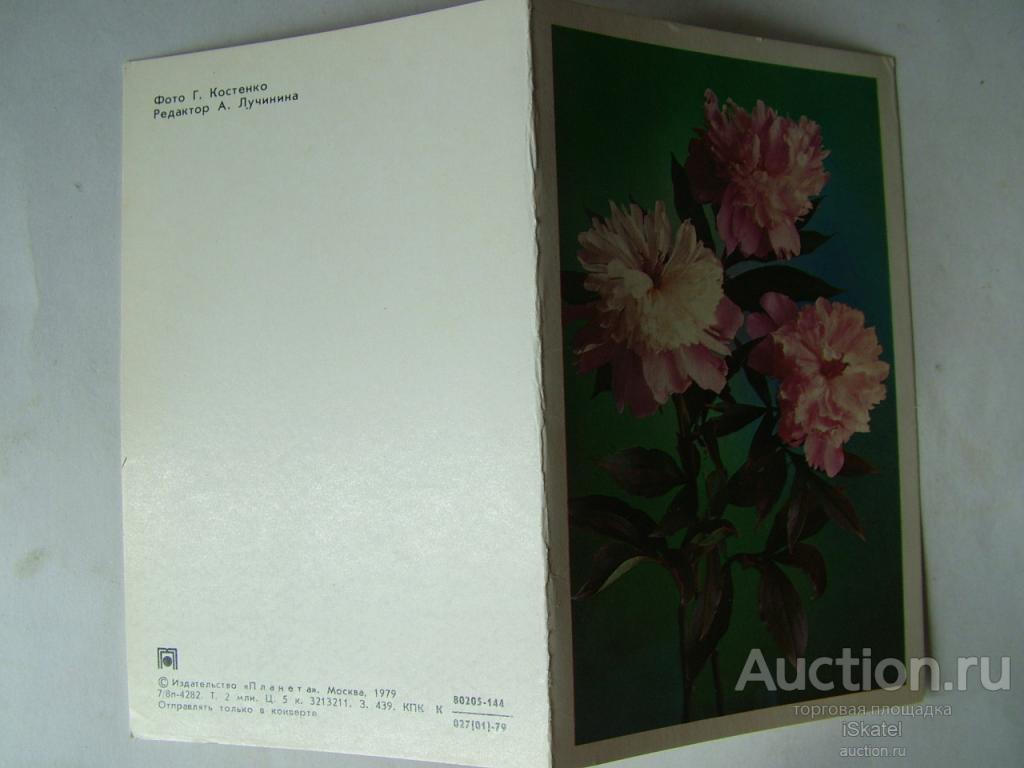 Фото Г. Костенко
Редактор А. Лучинина
© Издательство «Планета». Москва, 1979
7/8п-4282. Т. 2 млн. Ц. 5 к. 3213211. З. 439. КПК К 80205-144
027(01)-79
Отправлять только в конверте
Auction.ru
торговая площадка
iSkatel
auction.ru